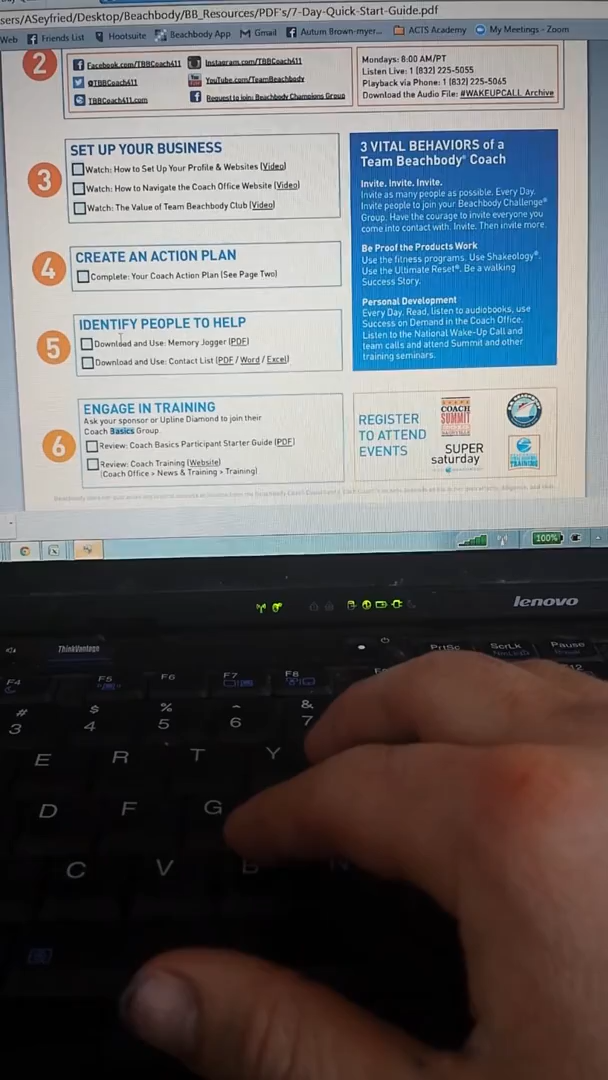 sers/ASeyfried/Desktop/Beachbody/BB_Resources/PDF's/7-Day-Quick-Start-Guide.pdf
Web Friends List Hootsuite Beachbody App Gmail Autum Brown-myer... ACTS Academy My Meetings - Zoom
2
Facebook.com/TBBCoach411 Instagram.com/TBBCoach411
@TBBCoach411 YouTube.com/TeamBeachbody
TBBCoach411.com Request to join: Beachbody Champions Group
Mondays: 8:00 AM/PT
Listen Live: 1 (832) 225-5055
Playback via Phone: 1 (832) 225-5065
Download the Audio File: #WAKEUPCALL Archive
3
SET UP YOUR BUSINESS
Watch: How to Set Up Your Profile & Websites (Video)
Watch: How to Navigate the Coach Office Website (Video)
Watch: The Value of Team Beachbody Club (Video)
4
CREATE AN ACTION PLAN
Complete: Your Coach Action Plan (See Page Two)
5
IDENTIFY PEOPLE TO HELP
Download and Use: Memory Jogger (PDF)
Download and Use: Contact List (PDF / Word / Excel)
6
ENGAGE IN TRAINING
Ask your sponsor or Upline Diamond to join their
Coach Basics Group.
Review: Coach Basics Participant Starter Guide (PDF)
Review: Coach Training (Website)
(Coach Office > News & Training > Training)
3 VITAL BEHAVIORS of a
Team Beachbody® Coach
Invite. Invite. Invite.
Invite as many people as possible. Every Day.
Invite people to join your Beachbody Challenge®
Group. Have the courage to invite everyone you
come into contact with. Invite. Then invite more.
Be Proof the Products Work
Use the fitness programs. Use Shakeology®.
Use the Ultimate Reset®. Be a walking
Success Story.
Personal Development
Every Day. Read, listen to audiobooks, use
Success on Demand in the Coach Office.
Listen to the National Wake-Up Call and
team calls and attend Summit and other
training seminars.
REGISTER
TO ATTEND
EVENTS
COACH
SUMMIT
SUPER
saturday
TRAINING
100%
lenovo
ThinkVantage
PrtSc ScrLk Pause
F4 F5 F6 F7 F8
# $ % ^ &
3 4 5 6 7
E R T Y
D F G
C V B N